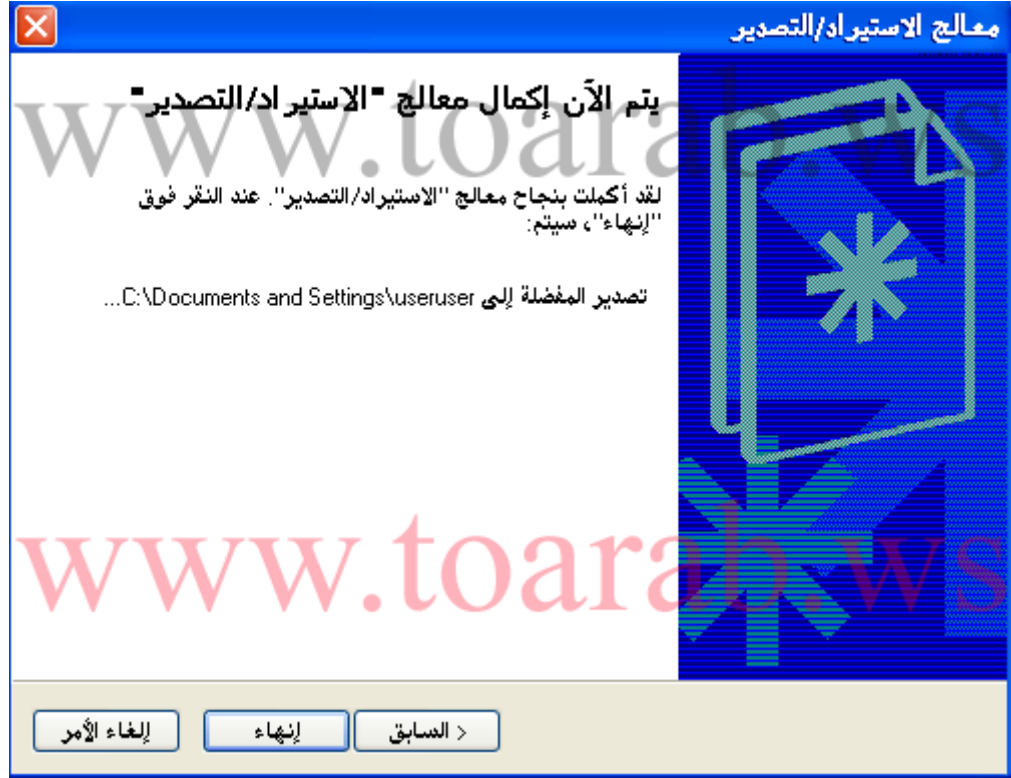 معالج الاستيراد/التصدير
يتم الآن إكمال معالج "الاستيراد/التصدير"
www.toarab.ws
لقد أكملت بنجاح معالج "الاستيراد/التصدير". عند النقر فوق
"إنهاء"، سيتم:
تصدير المفضلة إلى C:\Documents and Settings\useruser...
www.toarab.ws
< السابق
إنهاء
إلغاء الأمر